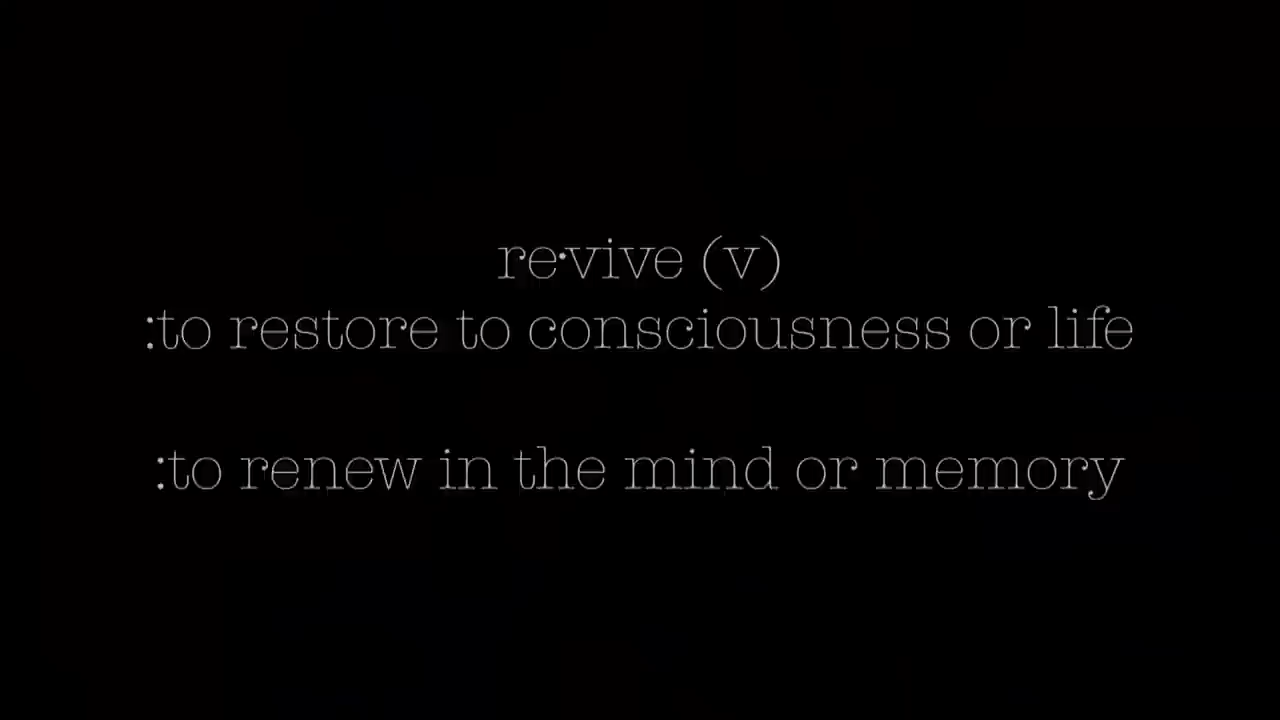 re·vive (v)
:to restore to consciousness or life
:to renew in the mind or memory